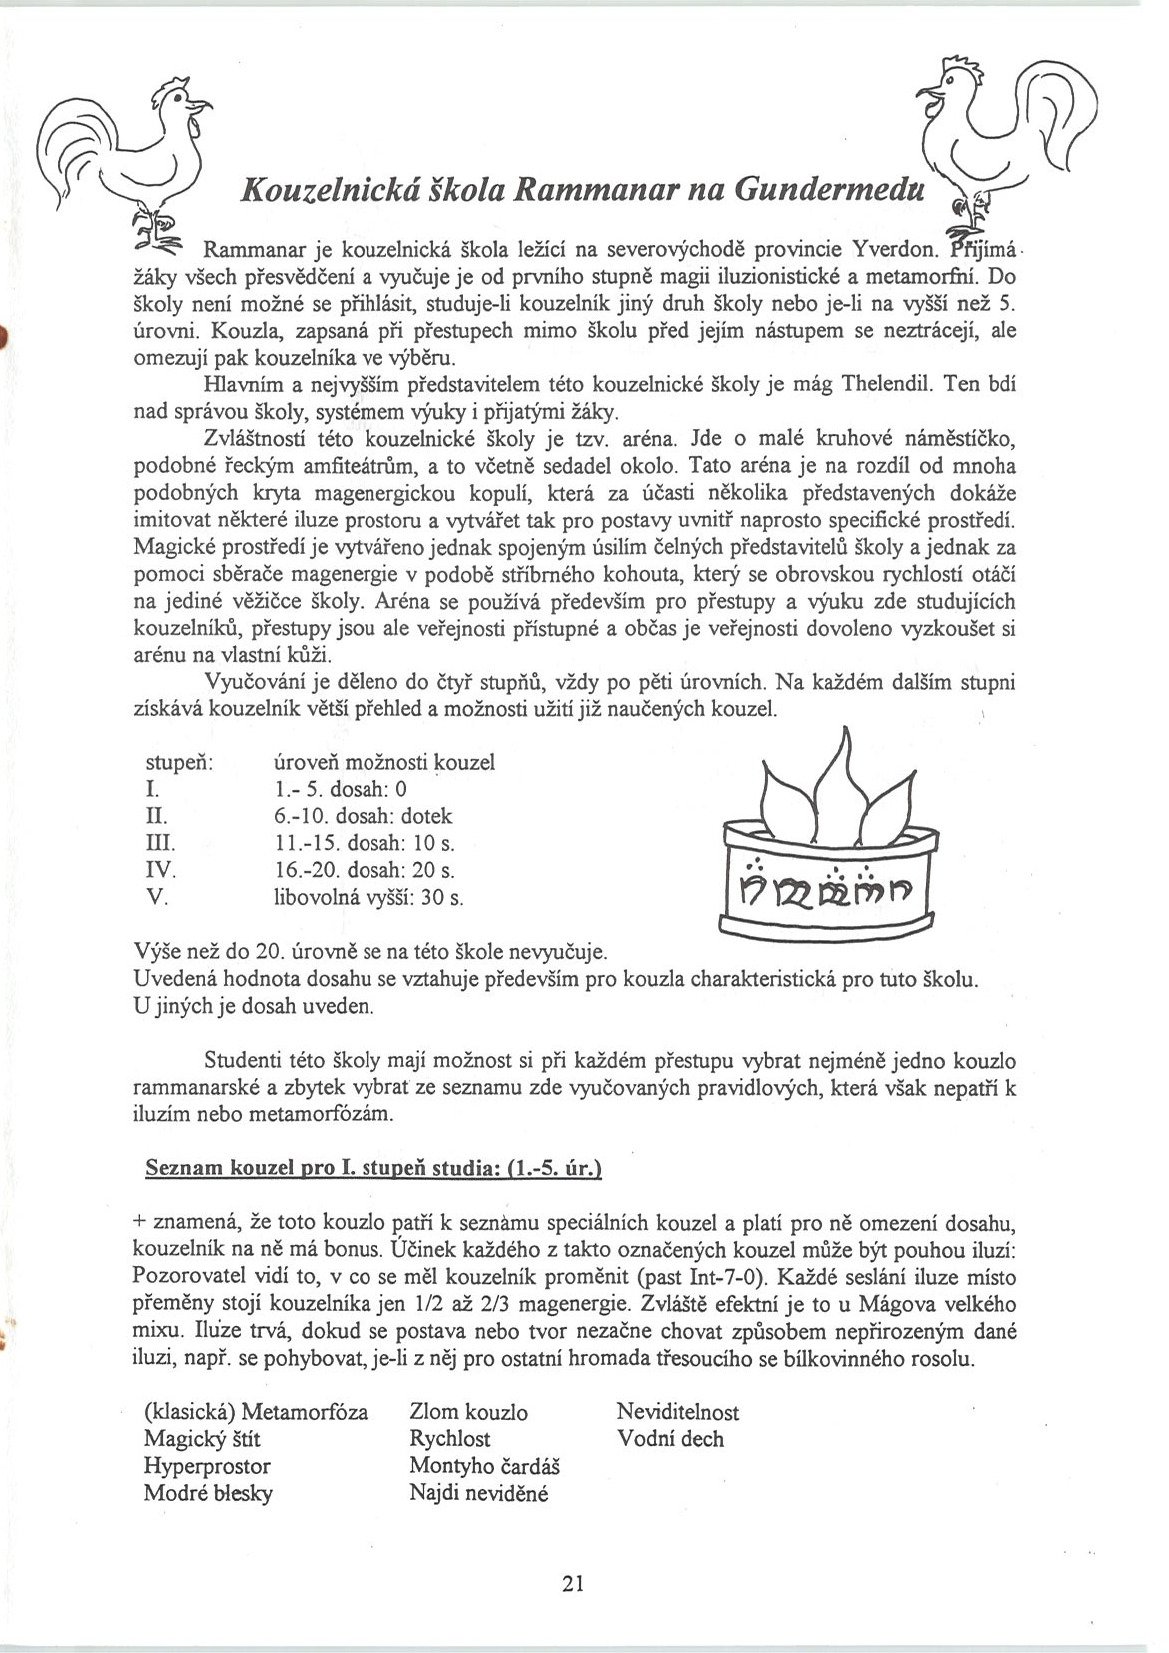 Kouzelnická škola Rammanar na Gundermedu
Rammanar je kouzelnická škola ležící na severovýchodě provincie Yverdon. Přijímá
žáky všech přesvědčení a vyučuje je od prvního stupně magii iluzionistické a metamorfní. Do
školy není možné se přihlásit, studuje-li kouzelník jiný druh školy nebo je-li na vyšší než 5.
úrovni. Kouzla, zapsaná při přestupech mimo školu před jejím nástupem se neztrácejí, ale
omezují pak kouzelníka ve výběru.
Hlavním a nejvyšším představitelem této kouzelnické školy je mág Thelendil. Ten bdí
nad správou školy, systémem výuky i přijatými žáky.
Zvláštností této kouzelnické školy je tzv. aréna. Jde o malé kruhové náměstíčko,
podobné řeckým amfiteátrům, a to včetně sedadel okolo. Tato aréna je na rozdíl od mnoha
podobných kryta magenergickou kopulí, která za účasti několika představených dokáže
imitovat některé iluze prostoru a vytvářet tak pro postavy uvnitř naprosto specifické prostředí.
Magické prostředí je vytvářeno jednak spojeným úsilím čelných představitelů školy a jednak za
pomoci sběrače magenergie v podobě stříbrného kohouta, který se obrovskou rychlostí otáčí
na jediné věžičce školy. Aréna se používá především pro přestupy a výuku zde studujících
kouzelníků, přestupy jsou ale veřejnosti přístupné a občas je veřejnosti dovoleno vyzkoušet si
arénu na vlastní kůži.
Vyučování je děleno do čtyř stupňů, vždy po pěti úrovních. Na každém dalším stupni
získává kouzelník větší přehled a možnosti užití již naučených kouzel.
stupeň: úroveň možnosti kouzel
I. 1.- 5. dosah: 0
II. 6.-10. dosah: dotek
III. 11.-15. dosah: 10 s.
IV. 16.-20. dosah: 20 s.
V. libovolná vyšší: 30 s.
Výše než do 20. úrovně se na této škole nevyučuje.
Uvedená hodnota dosahu se vztahuje především pro kouzla charakteristická pro tuto školu.
U jiných je dosah uveden.
Studenti této školy mají možnost si při každém přestupu vybrat nejméně jedno kouzlo
rammanarské a zbytek vybrat ze seznamu zde vyučovaných pravidlových, která však nepatří k
iluzím nebo metamorfózám.
Seznam kouzel pro I. stupeň studia: (1.-5. úr.)
+ znamená, že toto kouzlo patří k seznamu speciálních kouzel a platí pro ně omezení dosahu,
kouzelník na ně má bonus. Účinek každého z takto označených kouzel může být pouhou iluzí:
Pozorovatel vidí to, v co se měl kouzelník proměnit (past Int-7-0). Každé seslání iluze místo
přeměny stojí kouzelníka jen 1/2 až 2/3 magenergie. Zvláště efektní je to u Mágova velkého
mixu. Iluze trvá, dokud se postava nebo tvor nezačne chovat způsobem nepřirozeným dané
iluzi, např. se pohybovat, je-li z něj pro ostatní hromada třesoucího se bílkovinného rosolu.
(klasická) Metamorfóza Zlom kouzlo Neviditelnost
Magický štít Rychlost Vodní dech
Hyperprostor Montyho čardáš
Modré blesky Najdi neviděné
21